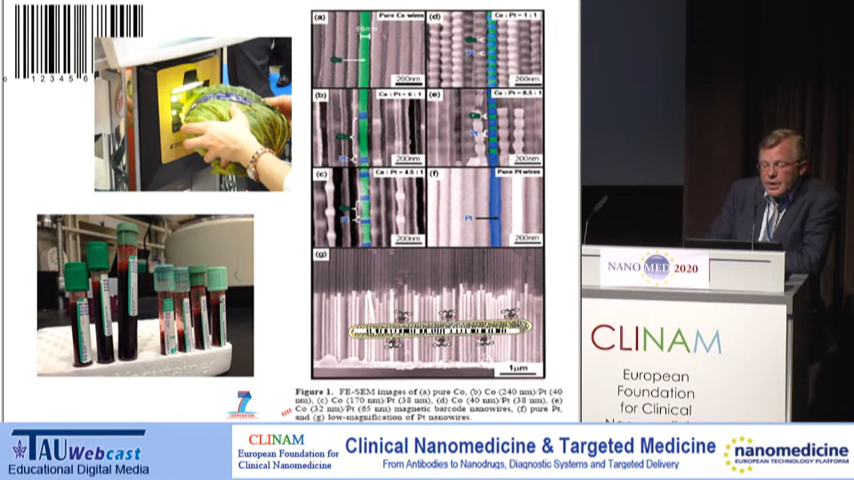 0 12345 6
(a)
Pure Co wires
200nm
(d)
Co : Pt = 1 : 1
200nm
(b)
Co : Pt = 6 : 1
Pt
200nm
(e)
Co : Pt = 0.5 : 1
200nm
(c)
Co : Pt = 4.5 : 1
200nm
(f)
Pure Pt wires
Pt
200nm
(g)
1μm
Figure 1. FE-SEM images of (a) pure Co, (b) Co (240 nm)/Pt (40
nm), (c) Co (170 nm)/Pt (38 nm), (d) Co (40 nm)/Pt (38 nm), (e)
Co (32 nm)/Pt (65 nm) magnetic barcode nanowires, (f) pure Pt,
and (g) low-magnification of Pt nanowires.
7
NANO MED 2020
CLINAM
European
Foundation
for Clinical
TAU Webcast
Educational Digital Media
CLINAM
European Foundation for
Clinical Nanomedicine
Clinical Nanomedicine & Targeted Medicine
From Antibodies to Nanodrugs, Diagnostic Systems and Targeted Delivery
nanomedicine
EUROPEAN TECHNOLOGY PLATFORM